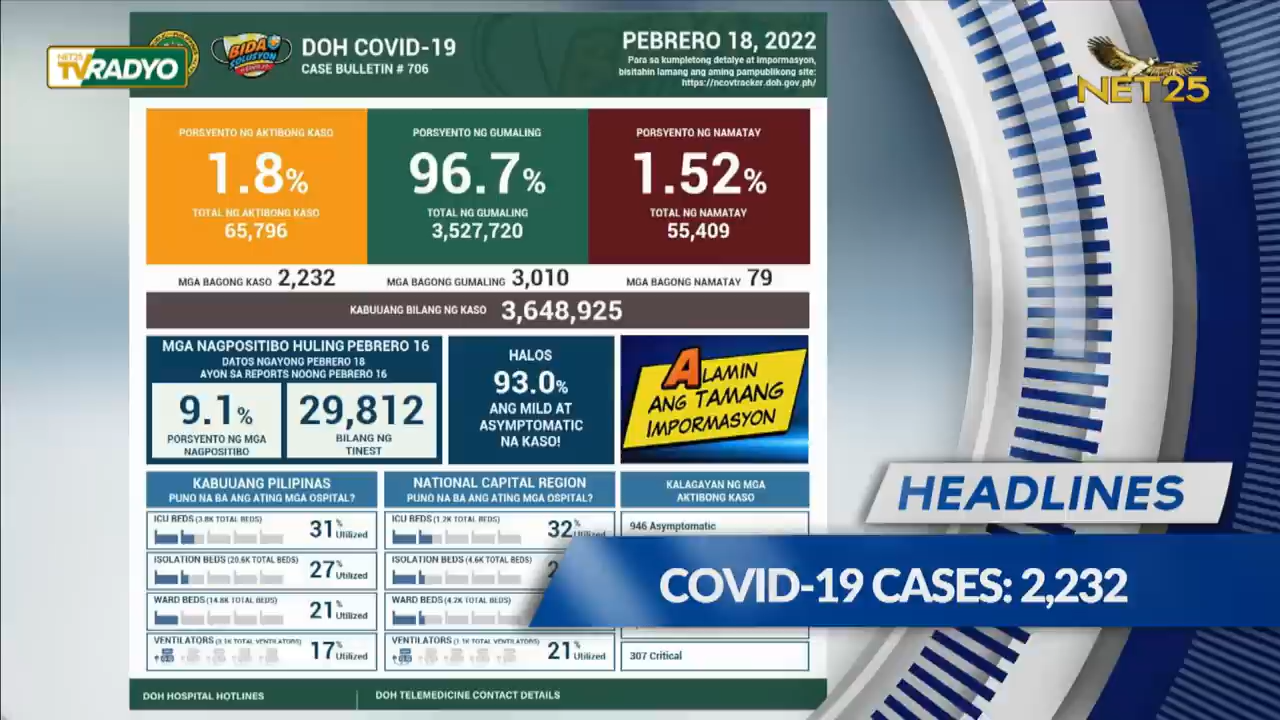 NET25
TVRADYO
BIDA
SOLUSYON
DOH COVID-19
CASE BULLETIN # 706
PEBRERO 18, 2022
Para sa kumpletong detalye at impormasyon,
bisitahin lamang ang aming pampublikong site:
https://ncovtracker.doh.gov.ph/
NET25
PORSYENTO NG AKTIBONG KASO
1.8%
TOTAL NG AKTIBONG KASO
65,796
PORSYENTO NG GUMALING
96.7%
TOTAL NG GUMALING
3,527,720
PORSYENTO NG NAMATAY
1.52%
TOTAL NG NAMATAY
55,409
MGA BAGONG KASO 2,232
MGA BAGONG GUMALING 3,010
MGA BAGONG NAMATAY 79
KABUUANG BILANG NG KASO 3,648,925
MGA NAGPOSITIBO HULING PEBRERO 16
DATOS NGAYONG PEBRERO 18
AYON SA REPORTS NOONG PEBRERO 16
9.1%
PORSYENTO NG MGA
NAGPOSITIBO
29,812
BILANG NG
TINEST
HALOS
93.0%
ANG MILD AT
ASYMPTOMATIC
NA KASO!
ALAMIN
ANG TAMANG
IMPORMASYON
KABUUANG PILIPINAS
PUNO NA BA ANG ATING MGA OSPITAL?
ICU BEDS (3.8K TOTAL BEDS)
31% Utilized
ISOLATION BEDS (20.6K TOTAL BEDS)
27% Utilized
WARD BEDS (14.8K TOTAL BEDS)
21% Utilized
VENTILATORS (3.1K TOTAL VENTILATORS)
17% Utilized
NATIONAL CAPITAL REGION
PUNO NA BA ANG ATING MGA OSPITAL?
ICU BEDS (1.2K TOTAL BEDS)
32% Utilized
ISOLATION BEDS (4.6K TOTAL BEDS)
WARD BEDS (4.2K TOTAL BEDS)
VENTILATORS (1.1K TOTAL VENTILATORS)
21% Utilized
KALAGAYAN NG MGA
AKTIBONG KASO
946 Asymptomatic
307 Critical
HEADLINES
COVID-19 CASES: 2,232
DOH HOSPITAL HOTLINES
DOH TELEMEDICINE CONTACT DETAILS